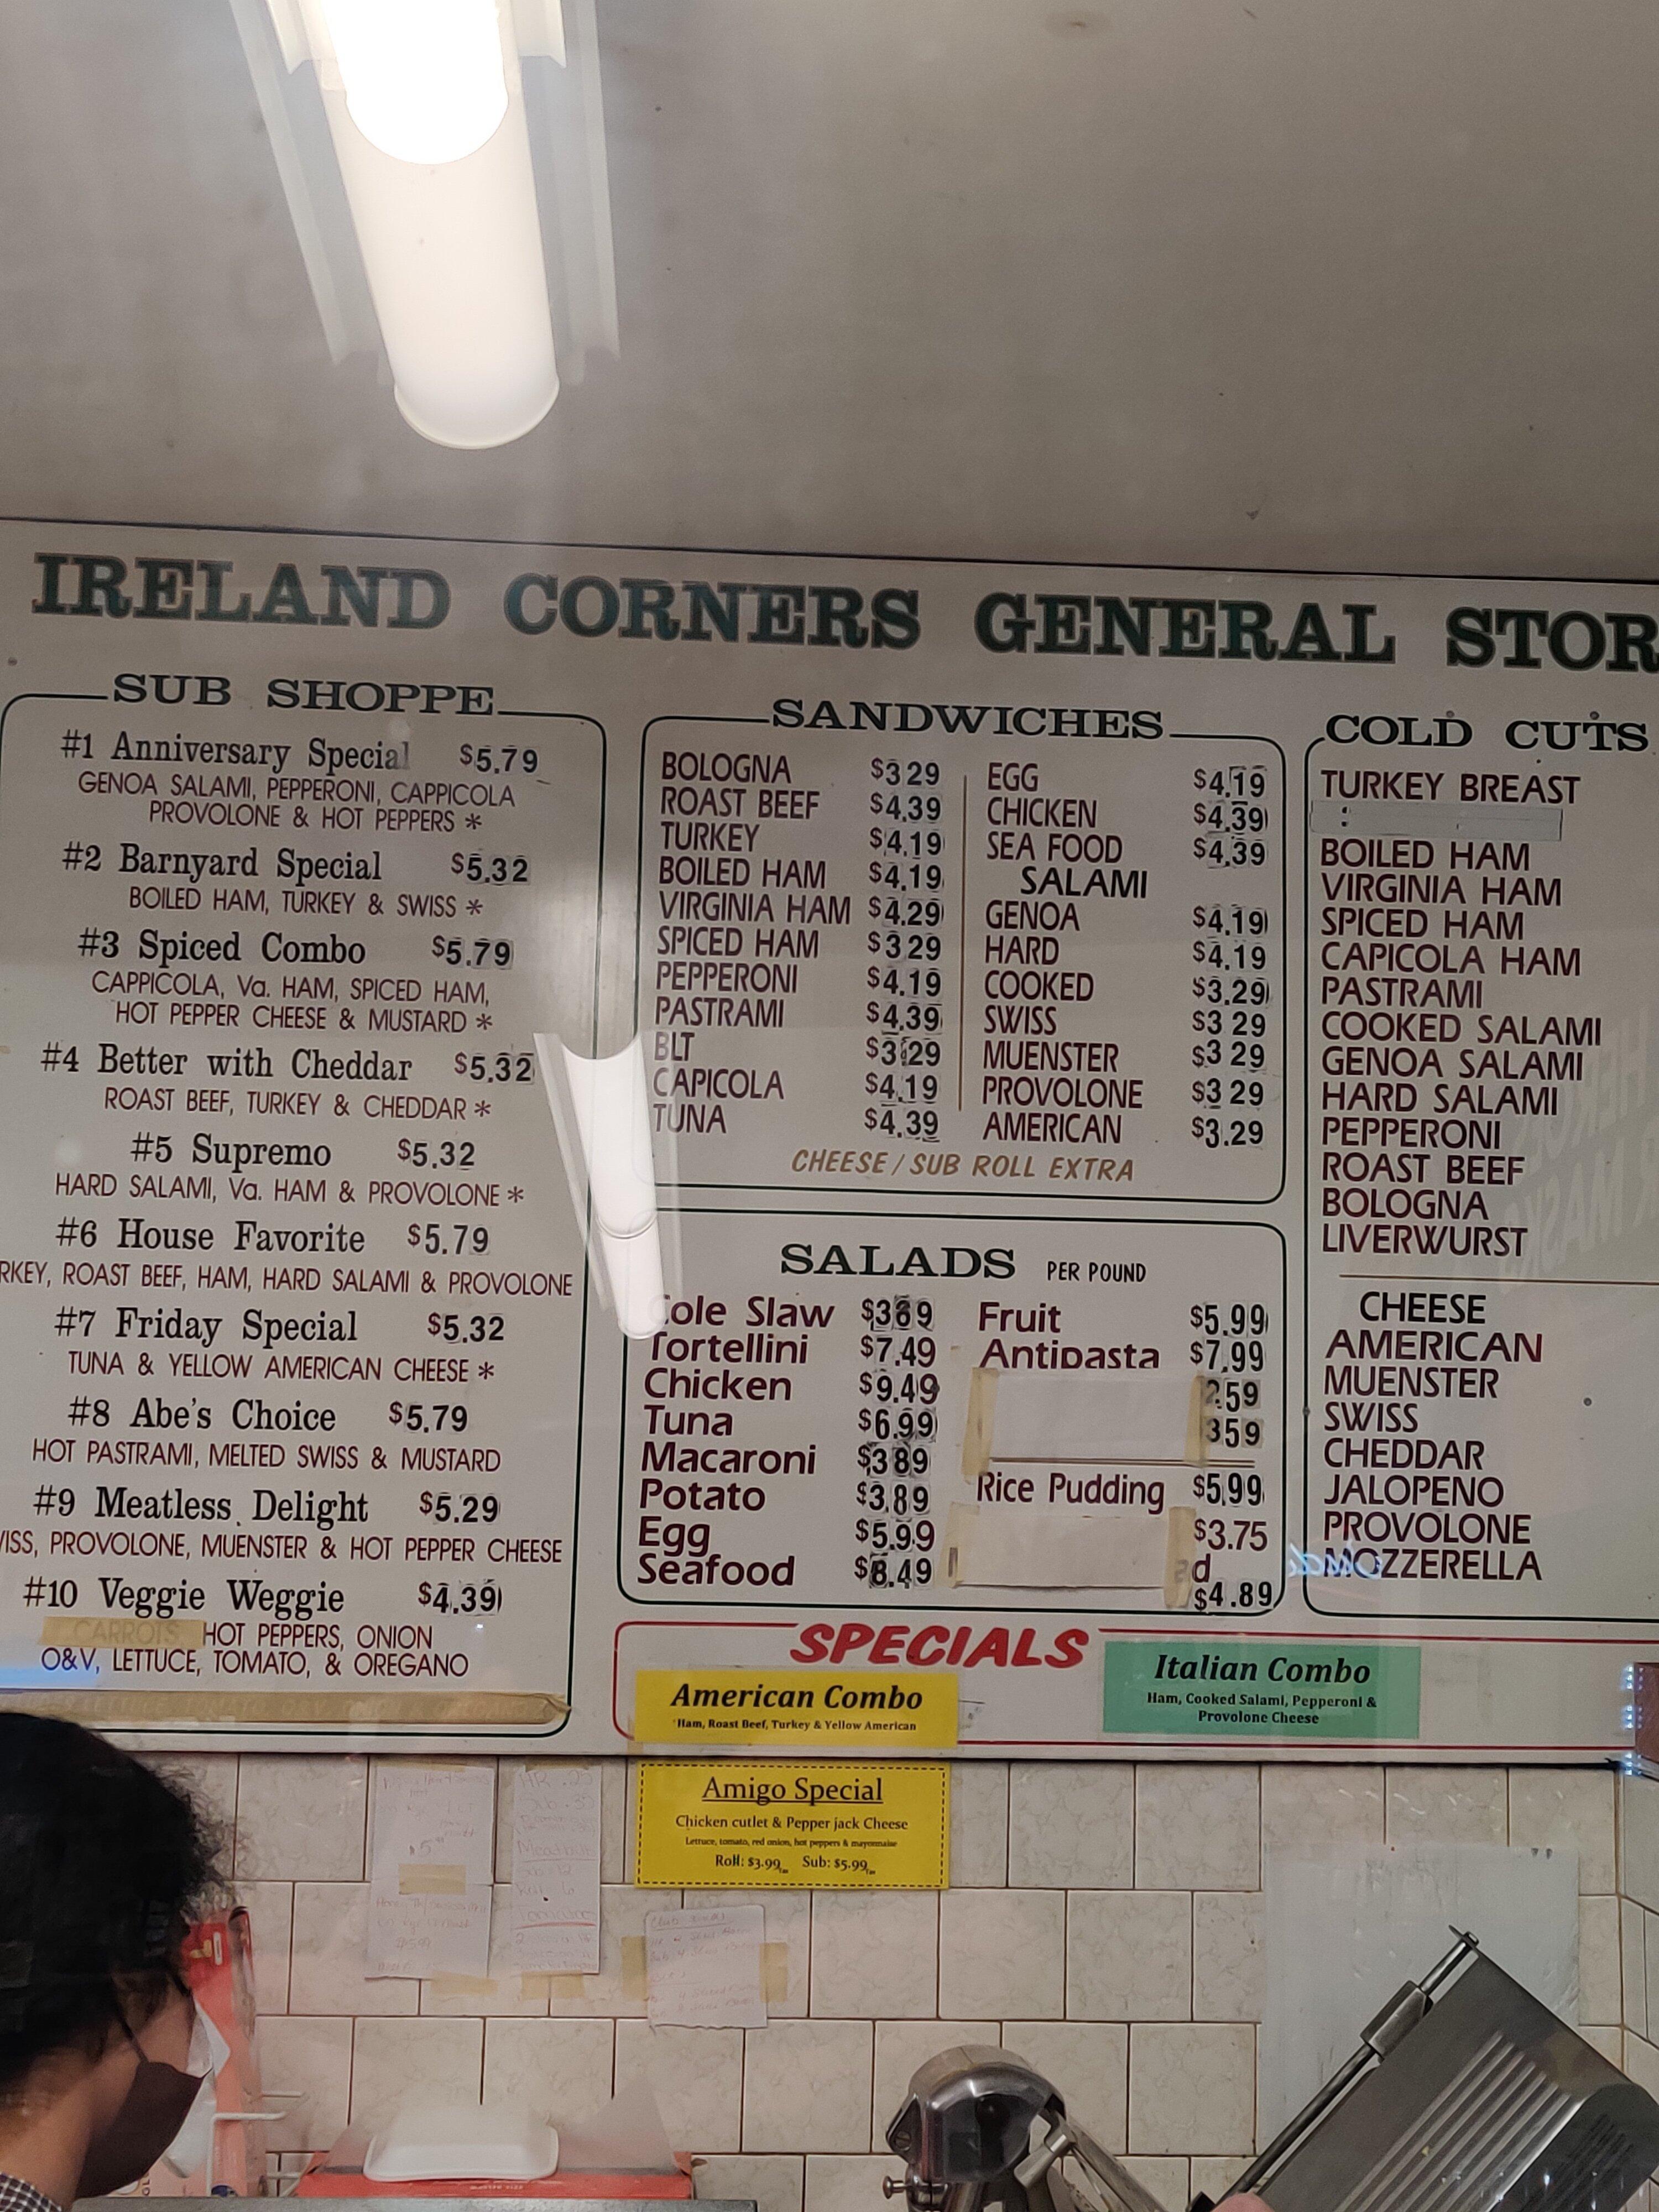 IRELAND CORNERS GENERAL STOR
SUB SHOPPE
#1 Anniversary Special $5.79
GENOA SALAMI, PEPPERONI, CAPPICOLA
PROVOLONE & HOT PEPPERS *
#2 Barnyard Special $5.32
BOILED HAM, TURKEY & SWISS *
#3 Spiced Combo $5.79
CAPPICOLA, Va. HAM, SPICED HAM,
HOT PEPPER CHEESE & MUSTARD *
#4 Better with Cheddar $5.32
ROAST BEEF, TURKEY & CHEDDAR *
#5 Supremo $5.32
HARD SALAMI, Va. HAM & PROVOLONE *
#6 House Favorite $5.79
RKEY, ROAST BEEF, HAM, HARD SALAMI & PROVOLONE
#7 Friday Special $5.32
TUNA & YELLOW AMERICAN CHEESE *
#8 Abe's Choice $5.79
HOT PASTRAMI, MELTED SWISS & MUSTARD
#9 Meatless Delight $5.29
ISS, PROVOLONE, MUENSTER & HOT PEPPER CHEESE
#10 Veggie Weggie $4.39
CARROTS, HOT PEPPERS, ONION
O&V, LETTUCE, TOMATO, & OREGANO
SANDWICHES
BOLOGNA $3 29
ROAST BEEF $4.39
TURKEY $4.19
BOILED HAM $4.19
VIRGINIA HAM $4.29
SPICED HAM $3 29
PEPPERONI $4.19
PASTRAMI $4.39
BLT $3.29
CAPICOLA $4.19
TUNA $4.39
EGG $4.19
CHICKEN $4.39
SEA FOOD $4.39
SALAMI
GENOA $4.19
HARD $4.19
COOKED $3.29
SWISS $3 29
MUENSTER $3 29
PROVOLONE $3 29
AMERICAN $3.29
CHEESE / SUB ROLL EXTRA
SALADS PER POUND
Cole Slaw
Tortellini $7.49
Chicken $9.49
Tuna $6.99
Macaroni $3 89
Potato $3.89
Egg $5.99
Seafood $8.49
Fruit $5.99
Antipasta $7.99
59
3 59
Rice Pudding $5.99
$3.75
d
$4.89
COLD CUTS
TURKEY BREAST
BOILED HAM
VIRGINIA HAM
SPICED HAM
CAPICOLA HAM
PASTRAMI
COOKED SALAMI
GENOA SALAMI
HARD SALAMI
PEPPERONI
ROAST BEEF
BOLOGNA
LIVERWURST
CHEESE
AMERICAN
MUENSTER
SWISS
CHEDDAR
JALOPENO
PROVOLONE
MOZZERELLA
SPECIALS
American Combo
Ham, Roast Beef, Turkey & Yellow American
Italian Combo
Ham, Cooked Salami, Pepperoni &
Provolone Cheese
Amigo Special
Chicken cutlet & Pepper jack Cheese
Lettuce, tomato, red onion, hot peppers & mayonnaise
Roll: $3.99 Sub: $5.99